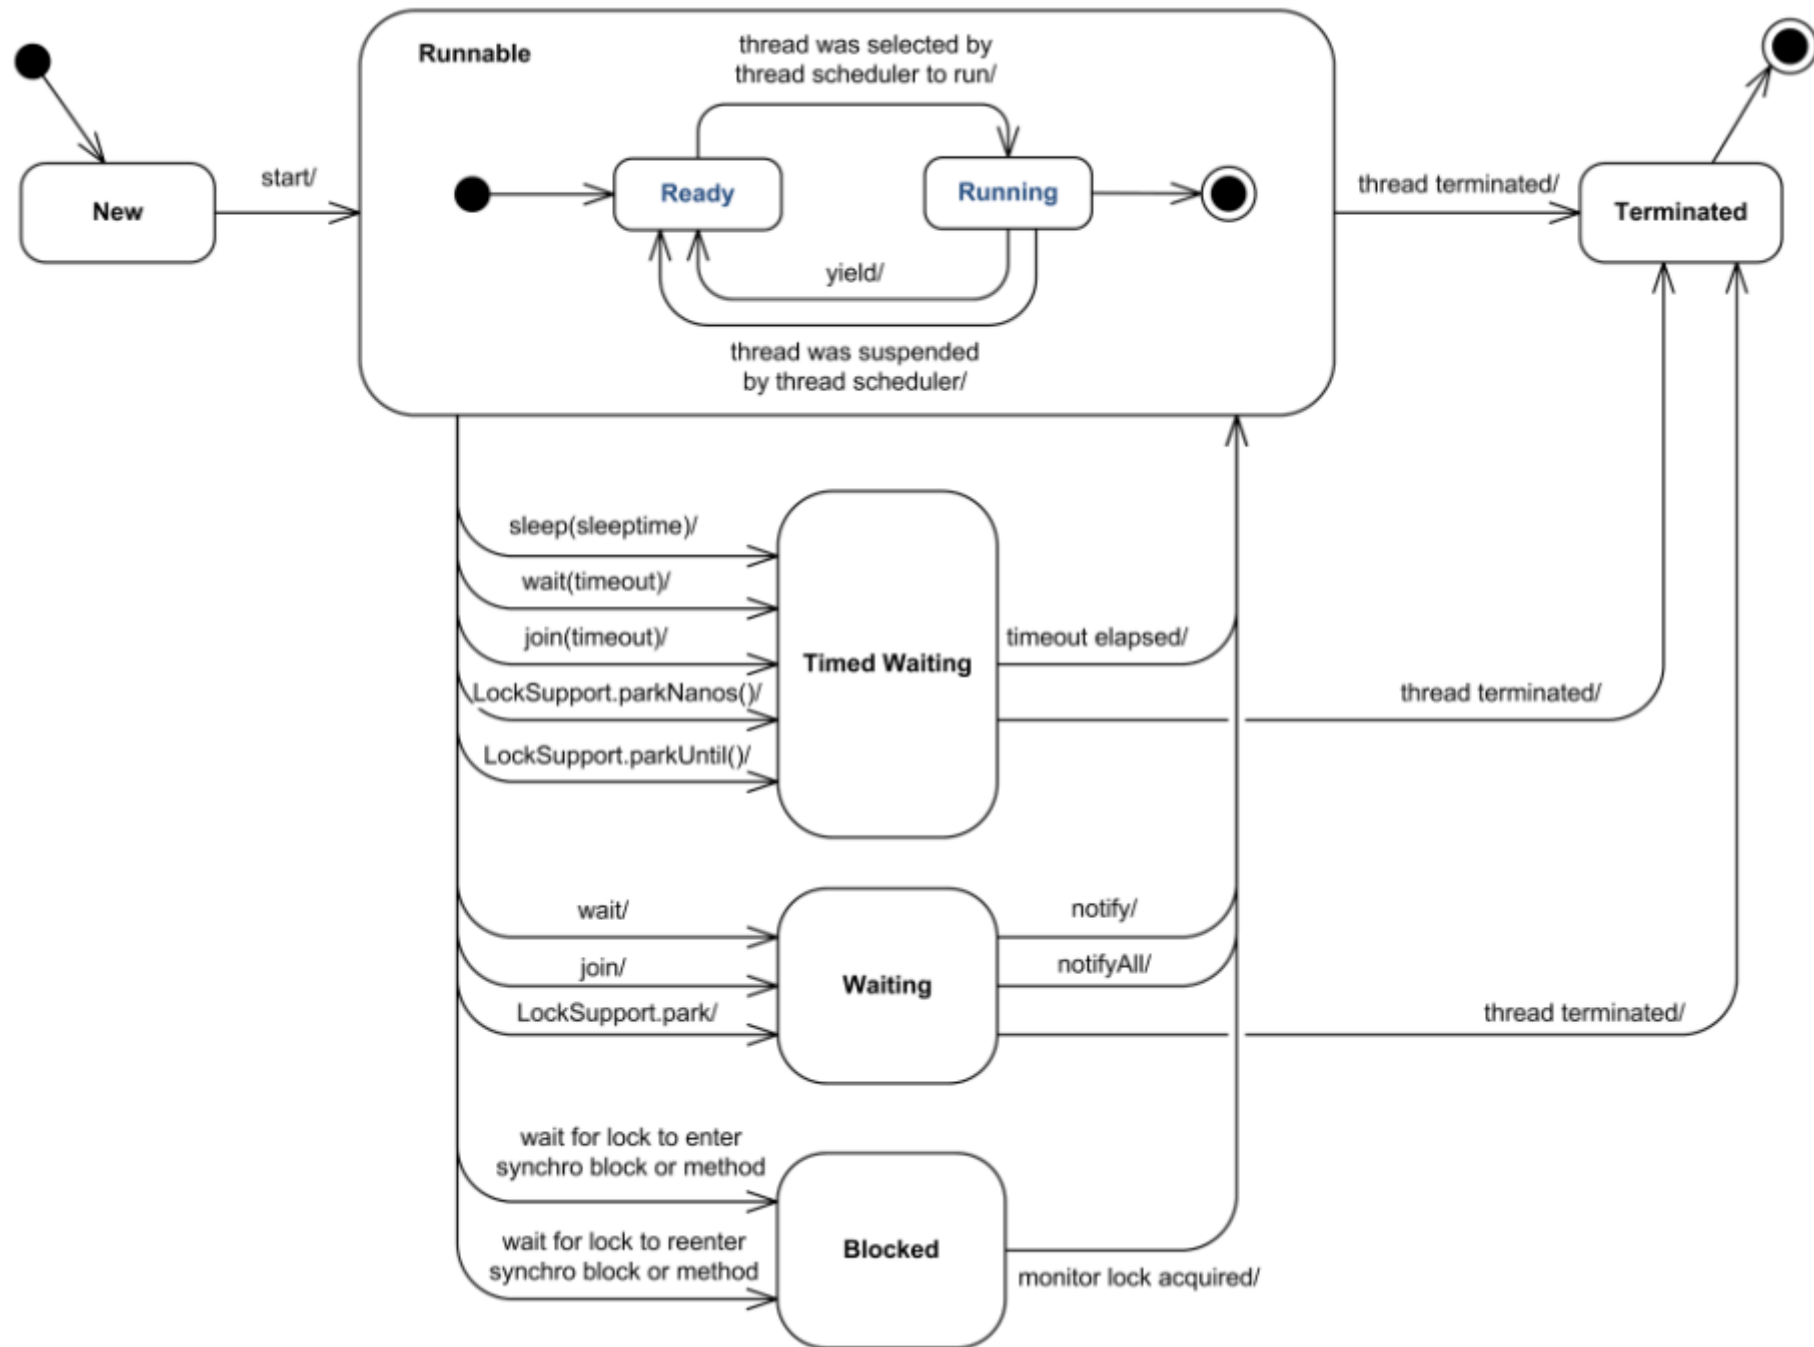 Runnable
thread was selected by
thread scheduler to run/
New
start/
Ready
Running
thread terminated/
Terminated
yield/
thread was suspended
by thread scheduler/
sleep(sleeptime)/
wait(timeout)/
join(timeout)/
LockSupport.parkNanos()/
LockSupport.parkUntil()/
Timed Waiting
timeout elapsed/
thread terminated/
wait/
join/
LockSupport.park/
Waiting
notify/
notifyAll/
thread terminated/
wait for lock to enter
synchro block or method
wait for lock to reenter
synchro block or method
Blocked
monitor lock acquired/